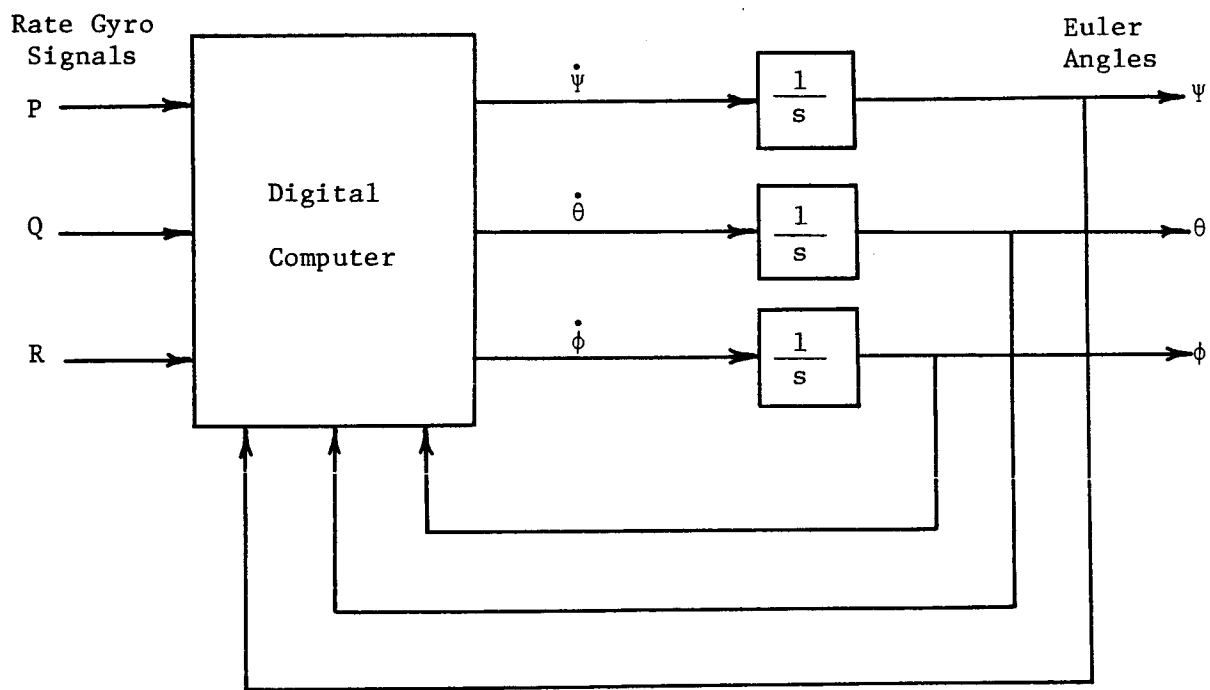 Rate Gyro
Signals
Euler
Angles
P
Ψ̇
1
s
Ψ
Digital
Computer
Q
θ̇
1
s
θ
R
ϕ̇
1
s
ϕ